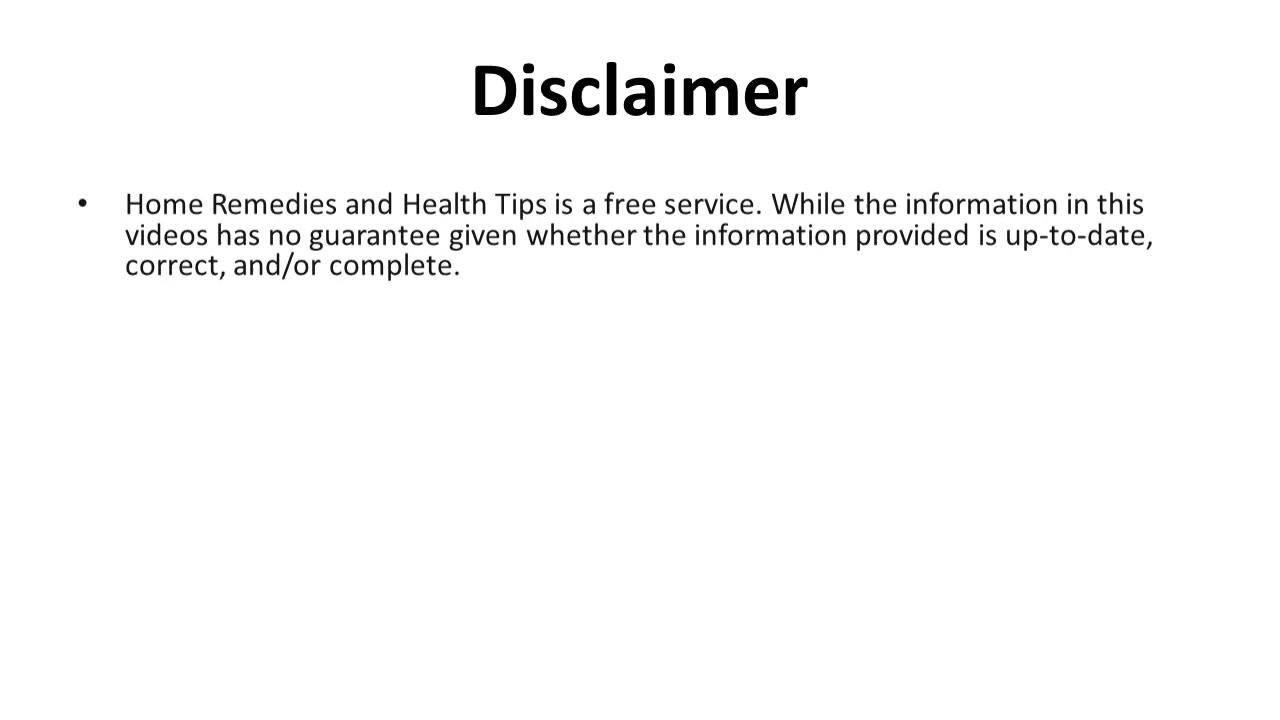 Disclaimer
• Home Remedies and Health Tips is a free service. While the information in this
videos has no guarantee given whether the information provided is up-to-date,
correct, and/or complete.